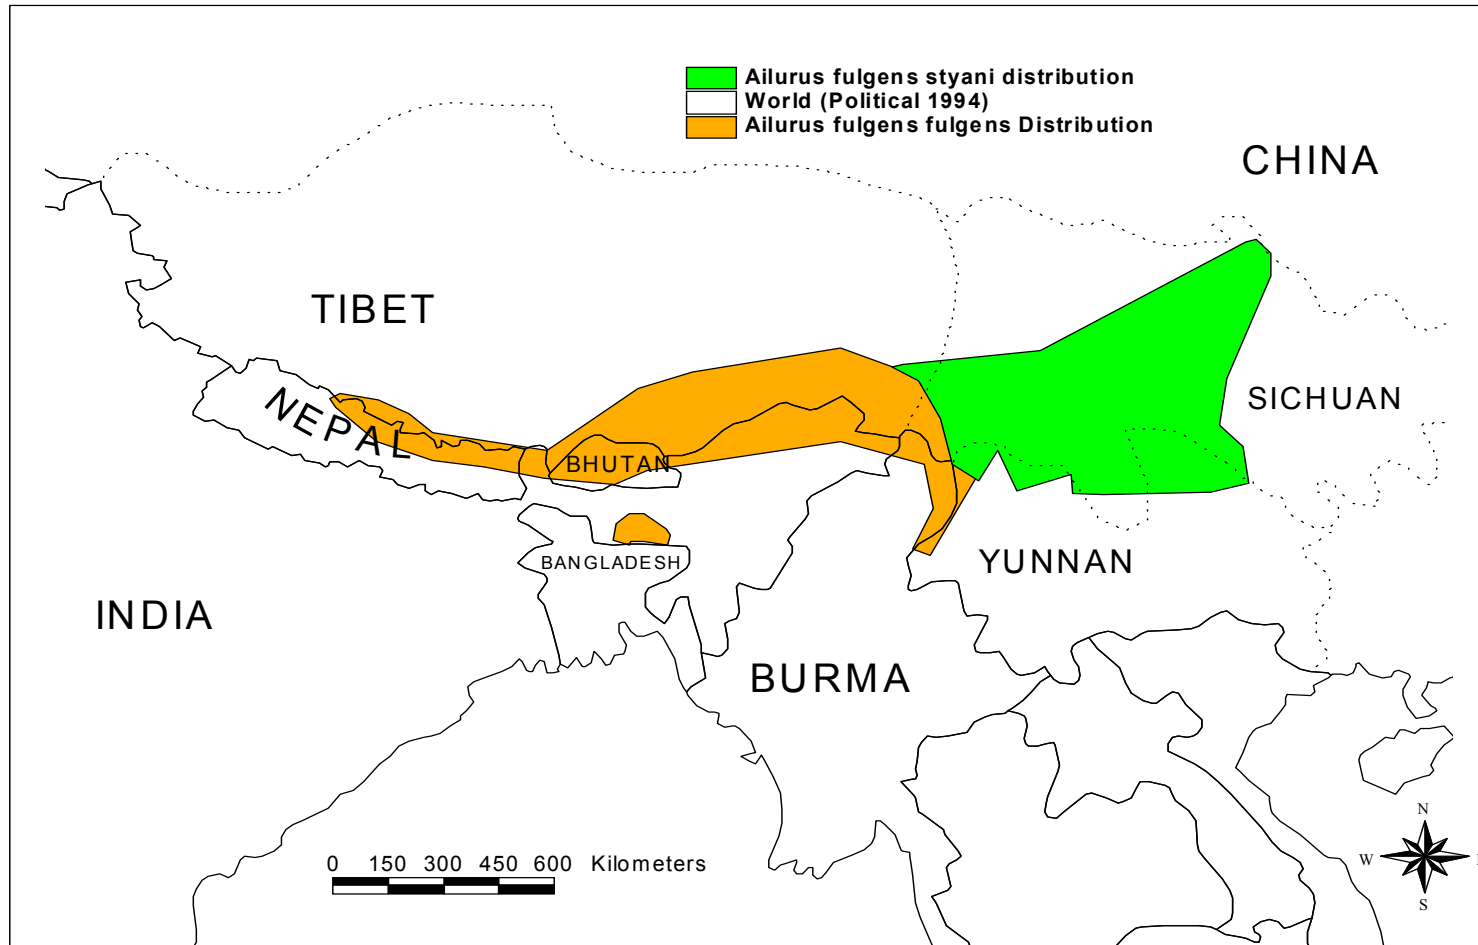 Ailurus fulgens styani distribution
World (Political 1994)
Ailurus fulgens fulgens Distribution
CHINA
TIBET
NEPAL
SICHUAN
BHUTAN
BANGLADESH
YUNNAN
INDIA
BURMA
0 150 300 450 600 Kilometers
N
W
S